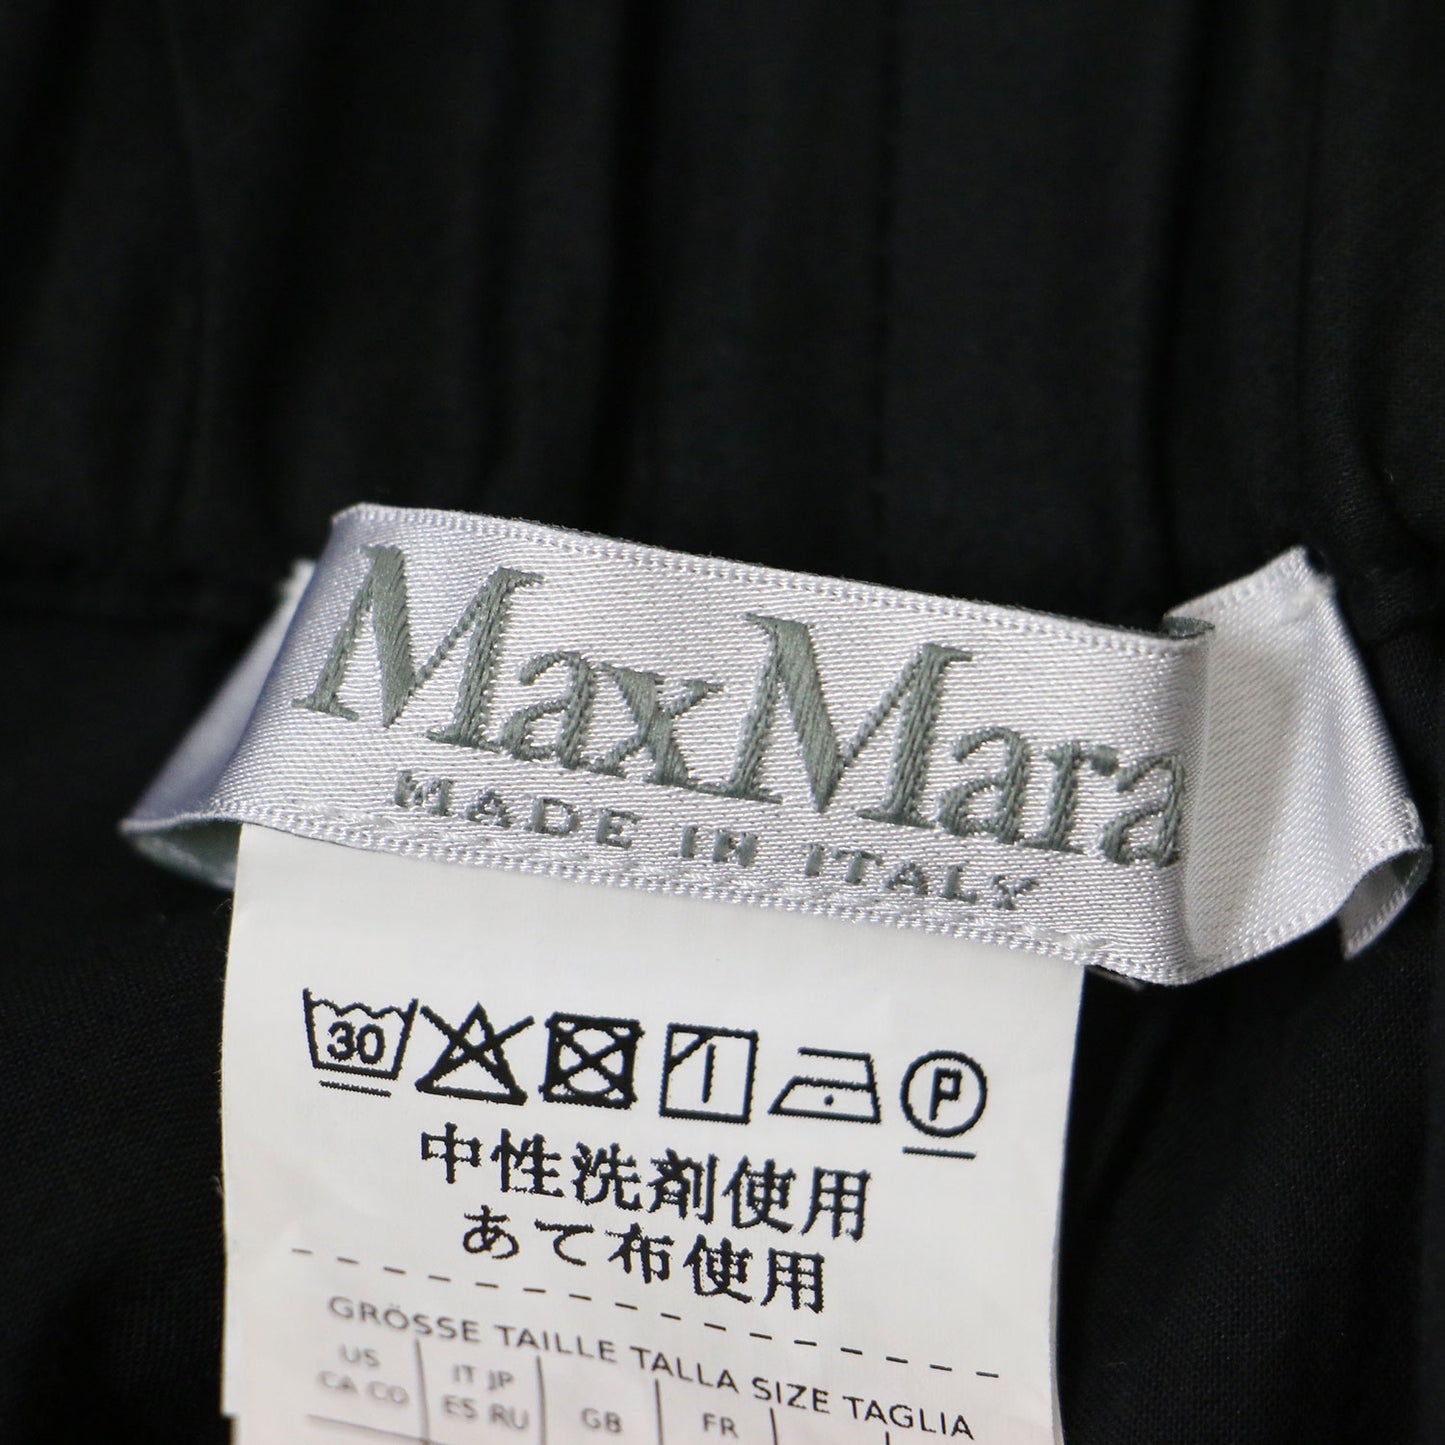 MaxMara
MADE IN ITALY
30 P
中性洗剤使用
あて布使用
GRÖSSE TAILLE TALLA SIZE TAGLIA
US IT JP
CA CO ES RU GB FR